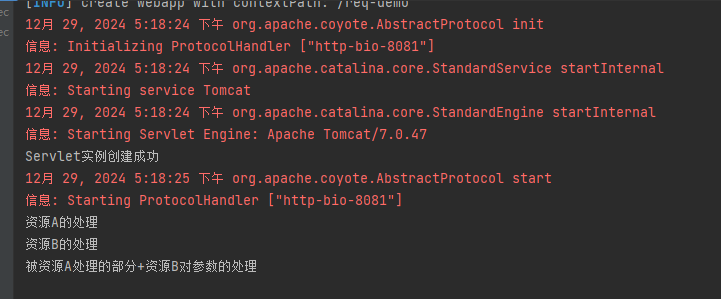 [INFO] create webapp with contextPath: /req-demo
12月 29, 2024 5:18:24 下午 org.apache.coyote.AbstractProtocol init
信息: Initializing ProtocolHandler ["http-bio-8081"]
12月 29, 2024 5:18:24 下午 org.apache.catalina.core.StandardService startInternal
信息: Starting service Tomcat
12月 29, 2024 5:18:24 下午 org.apache.catalina.core.StandardEngine startInternal
信息: Starting Servlet Engine: Apache Tomcat/7.0.47
Servlet实例创建成功
12月 29, 2024 5:18:25 下午 org.apache.coyote.AbstractProtocol start
信息: Starting ProtocolHandler ["http-bio-8081"]
资源A的处理
资源B的处理
被资源A处理的部分+资源B对参数的处理